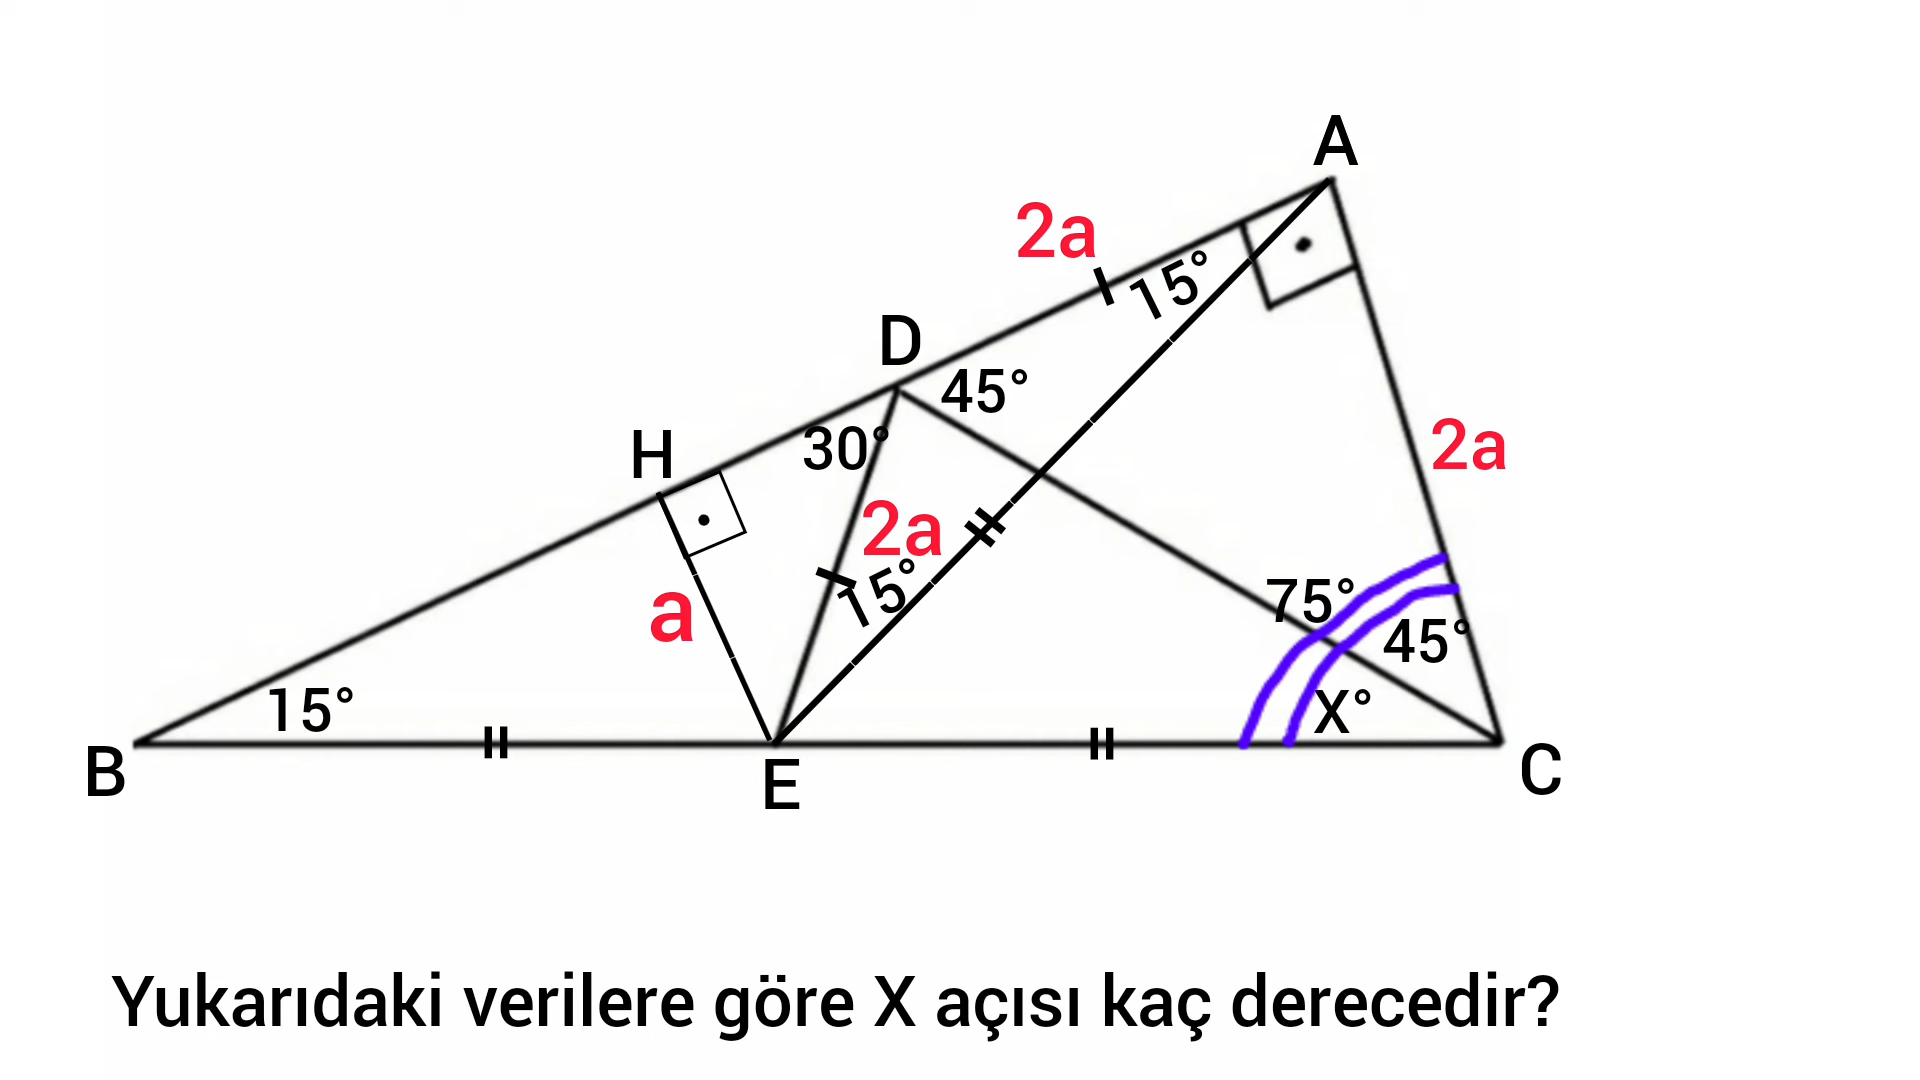 A
2a
15°
D
45°
H
30°
2a
2a
15°
a
75°
45°
15°
X°
B
E
C
Yukarıdaki verilere göre X açısı kaç derecedir?